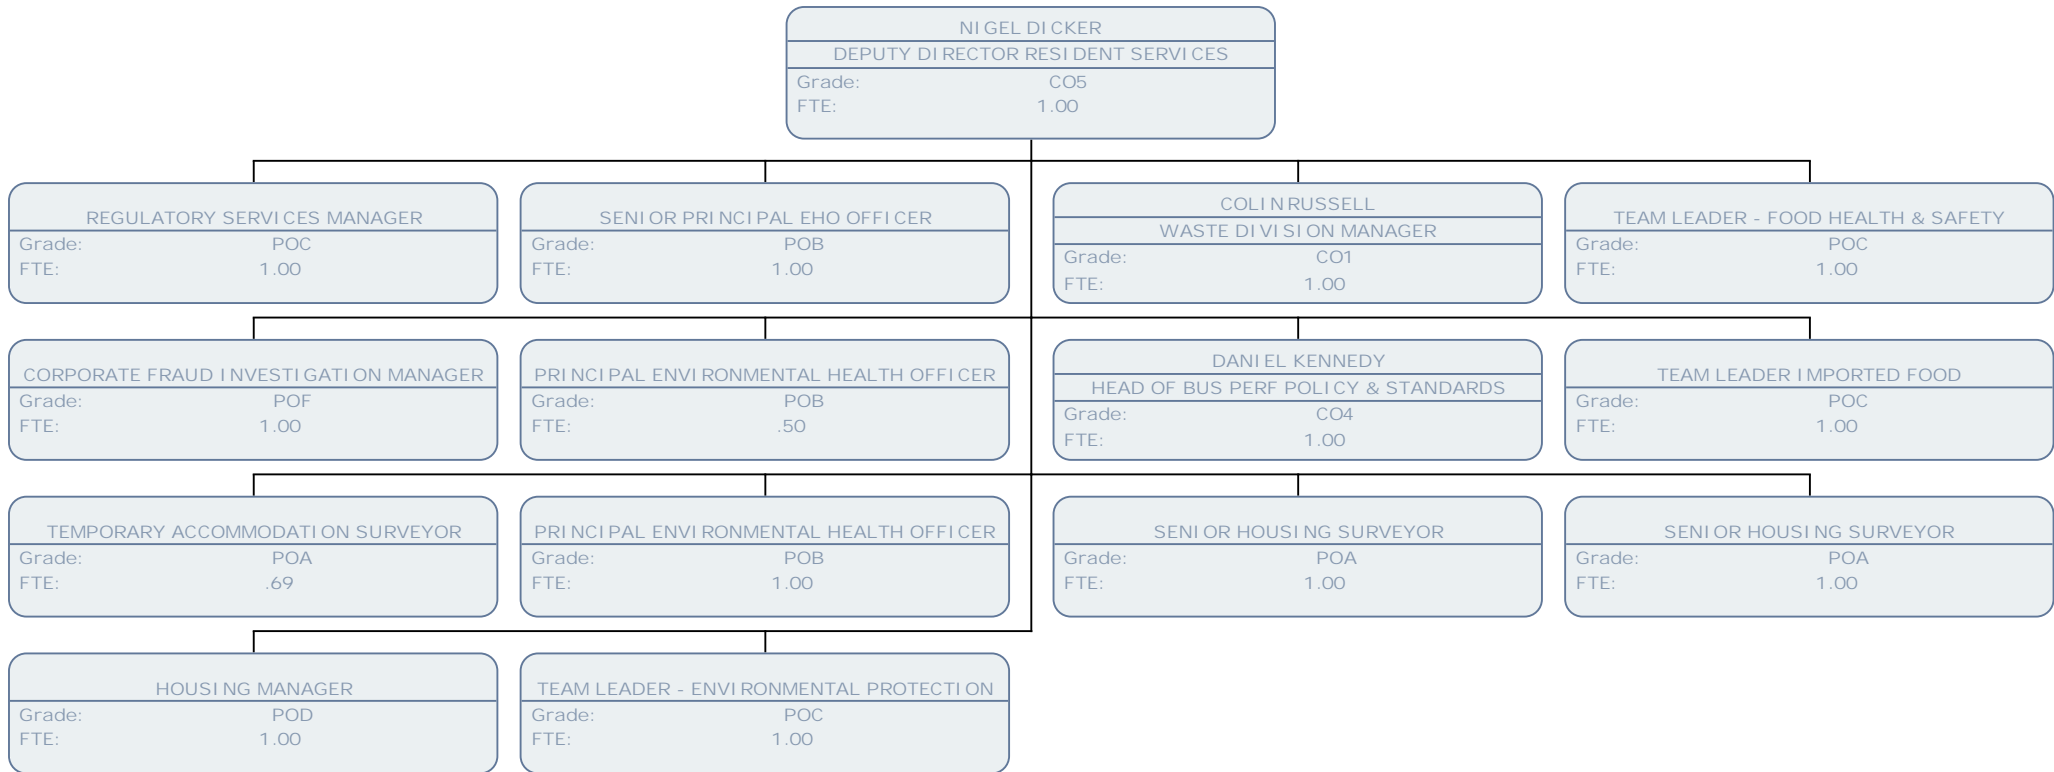 NIGEL DICKER
DEPUTY DIRECTOR RESIDENT SERVICES
Grade: CO5
FTE: 1.00
REGULATORY SERVICES MANAGER
Grade: POC
FTE: 1.00
SENIOR PRINCIPAL EHO OFFICER
Grade: POB
FTE: 1.00
COLIN RUSSELL
WASTE DIVISION MANAGER
Grade: CO1
FTE: 1.00
TEAM LEADER - FOOD HEALTH & SAFETY
Grade: POC
FTE: 1.00
CORPORATE FRAUD INVESTIGATION MANAGER
Grade: POF
FTE: 1.00
PRINCIPAL ENVIRONMENTAL HEALTH OFFICER
Grade: POB
FTE: .50
DANIEL KENNEDY
HEAD OF BUS PERF POLICY & STANDARDS
Grade: CO4
FTE: 1.00
TEAM LEADER IMPORTED FOOD
Grade: POC
FTE: 1.00
TEMPORARY ACCOMMODATION SURVEYOR
Grade: POA
FTE: .69
PRINCIPAL ENVIRONMENTAL HEALTH OFFICER
Grade: POB
FTE: 1.00
SENIOR HOUSING SURVEYOR
Grade: POA
FTE: 1.00
SENIOR HOUSING SURVEYOR
Grade: POA
FTE: 1.00
HOUSING MANAGER
Grade: POD
FTE: 1.00
TEAM LEADER - ENVIRONMENTAL PROTECTION
Grade: POC
FTE: 1.00